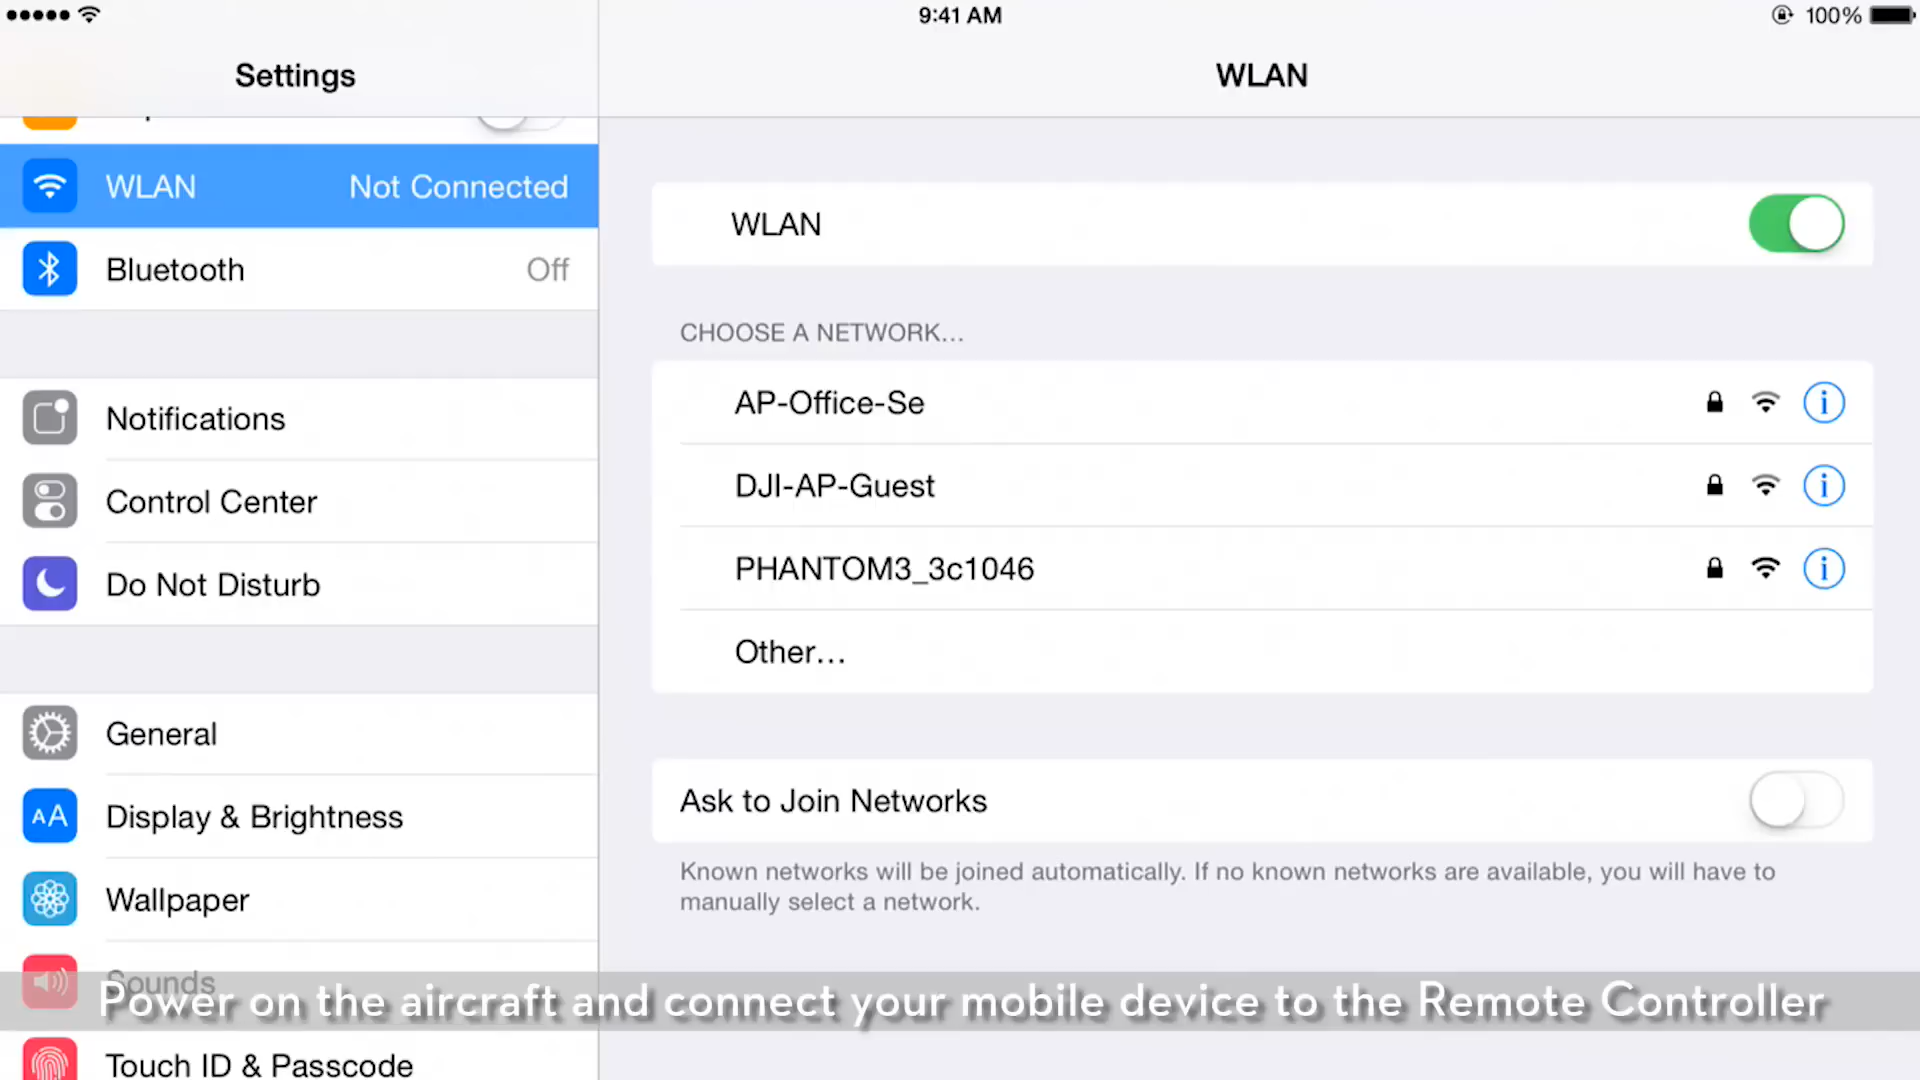 9:41 AM
100%
Settings
WLAN Not Connected
Bluetooth Off
Notifications
Control Center
Do Not Disturb
General
AA Display & Brightness
Wallpaper
Sounds
Touch ID & Passcode
WLAN
WLAN
CHOOSE A NETWORK...
AP-Office-Se
DJI-AP-Guest
PHANTOM3_3c1046
Other...
Ask to Join Networks
Known networks will be joined automatically. If no known networks are available, you will have to
manually select a network.
Power on the aircraft and connect your mobile device to the Remote Controller